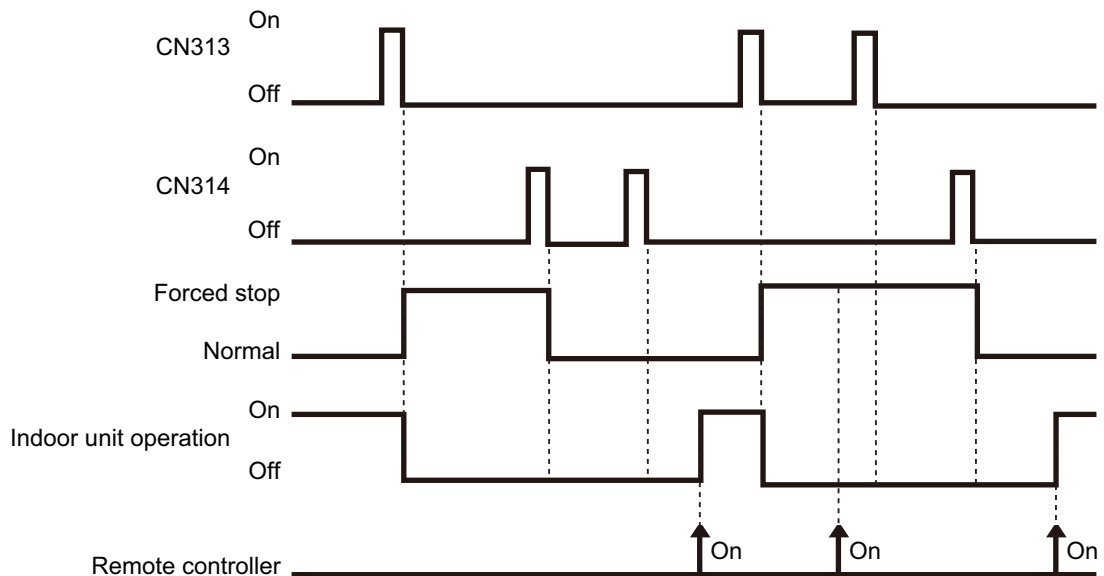 On
CN313
Off
On
CN314
Off
Forced stop
Normal
On
Indoor unit operation
Off
On
On
On
Remote controller